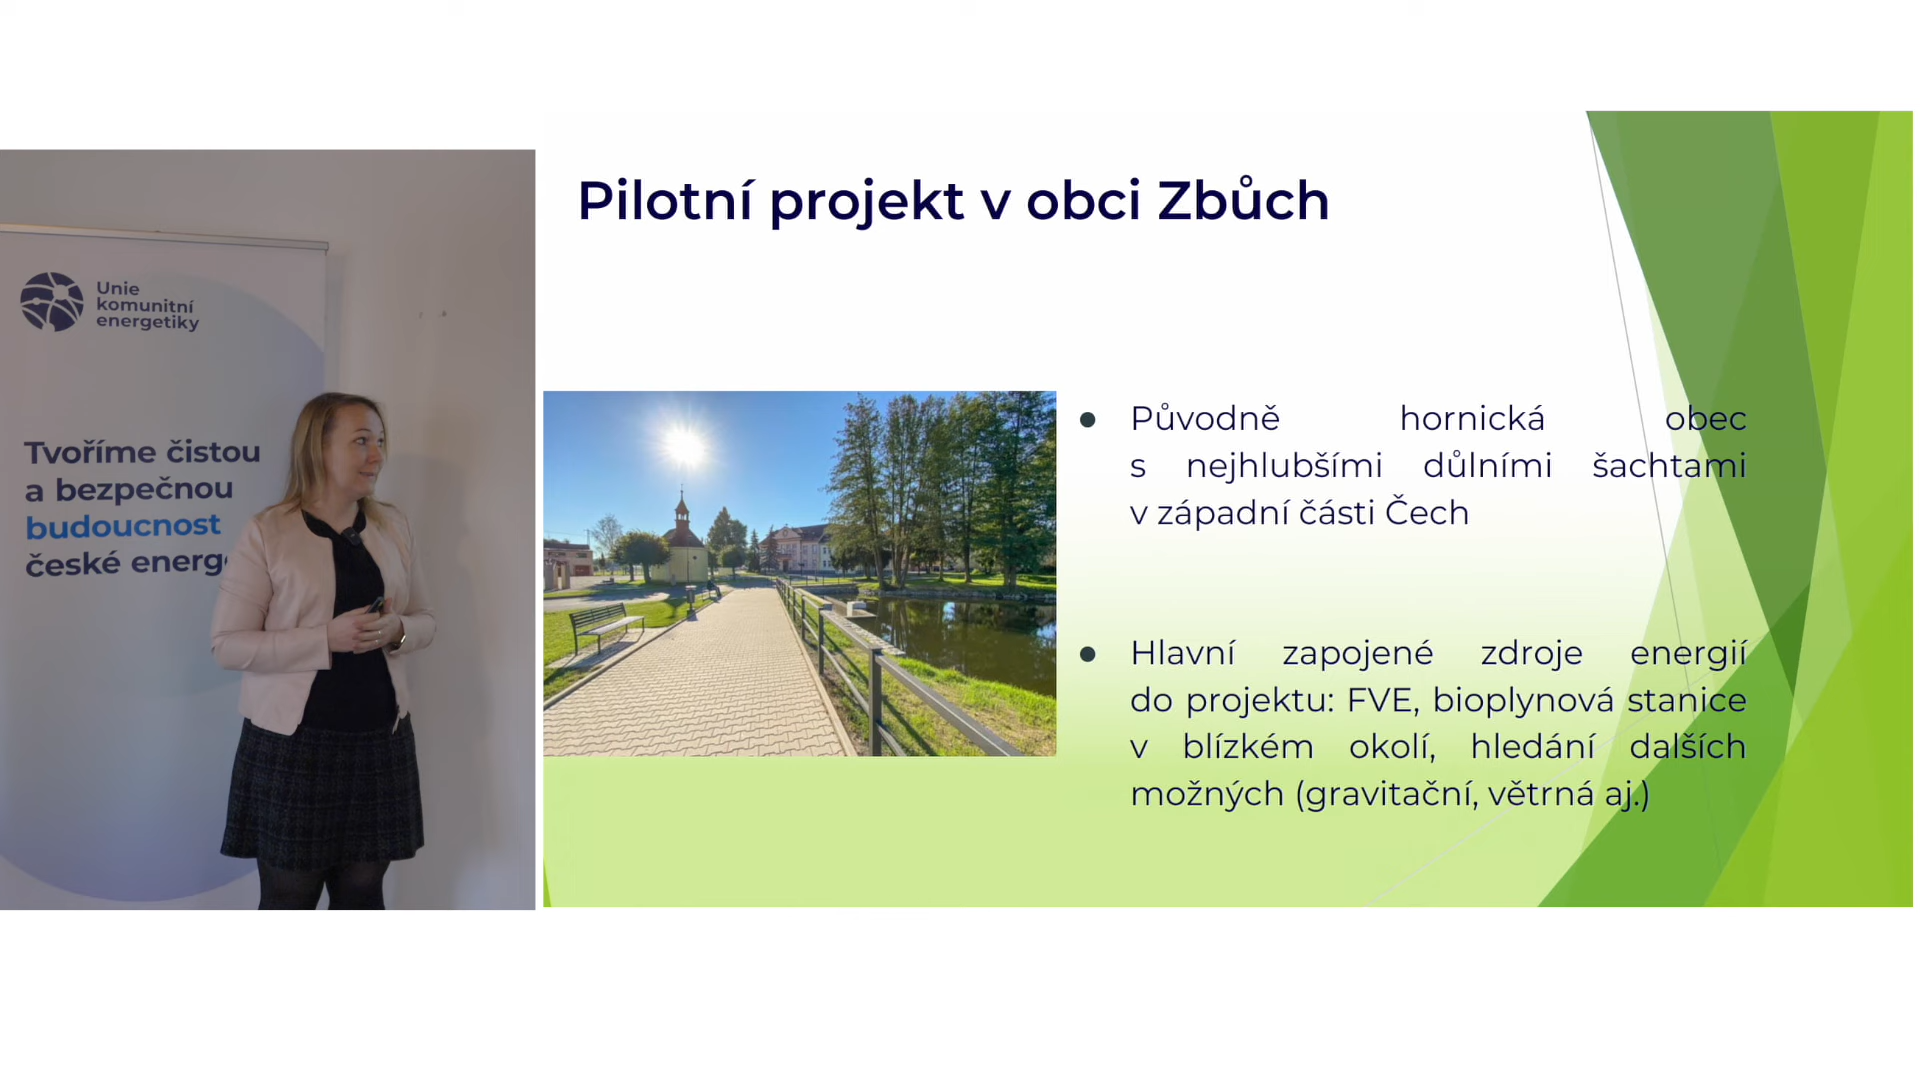 Unie
komunitní
energetiky
Tvoříme čistou
a bezpečnou
budoucnost
české energ
Pilotní projekt v obci Zbůch
● Původně hornická obec
s nejhlubšími důlními šachtami
v západní části Čech
● Hlavní zapojené zdroje energií
do projektu: FVE, bioplynová stanice
v blízkém okolí, hledání dalších
možných (gravitační, větrná aj.)